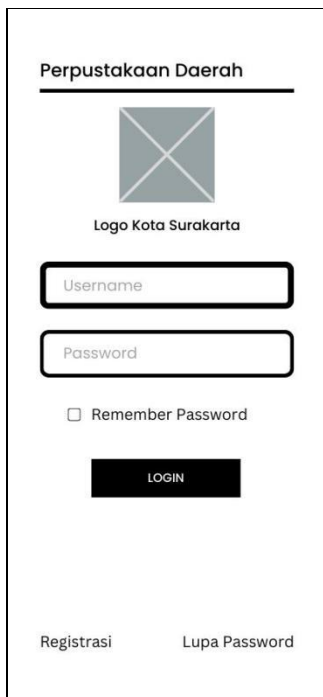 Perpustakaan Daerah
Logo Kota Surakarta
Username
Password
Remember Password
LOGIN
Registrasi Lupa Password